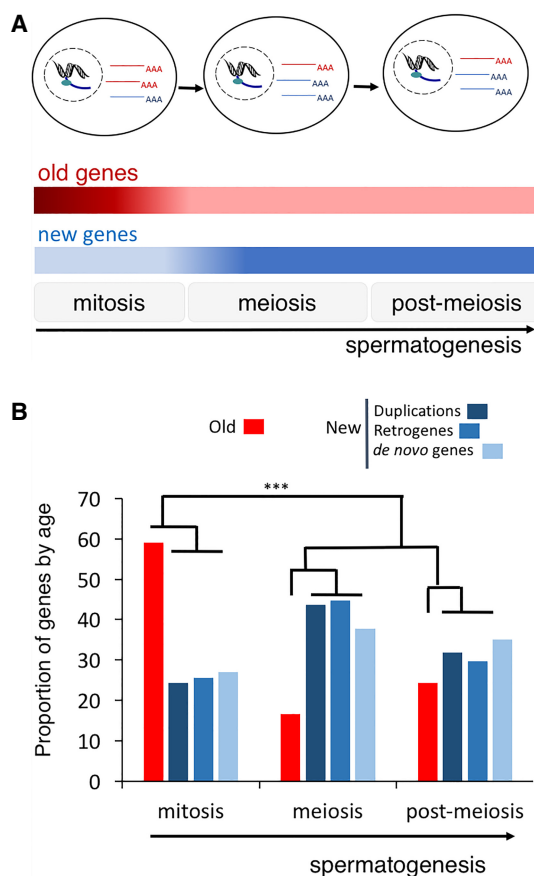 A
AAA
AAA
AAA
AAA
AAA
AAA
AAA
AAA
AAA
old genes
new genes
mitosis meiosis post-meiosis
spermatogenesis
B
Old
New
Duplications
Retrogenes
de novo genes
***
Proportion of genes by age
70
60
50
40
30
20
10
0
mitosis meiosis post-meiosis
spermatogenesis